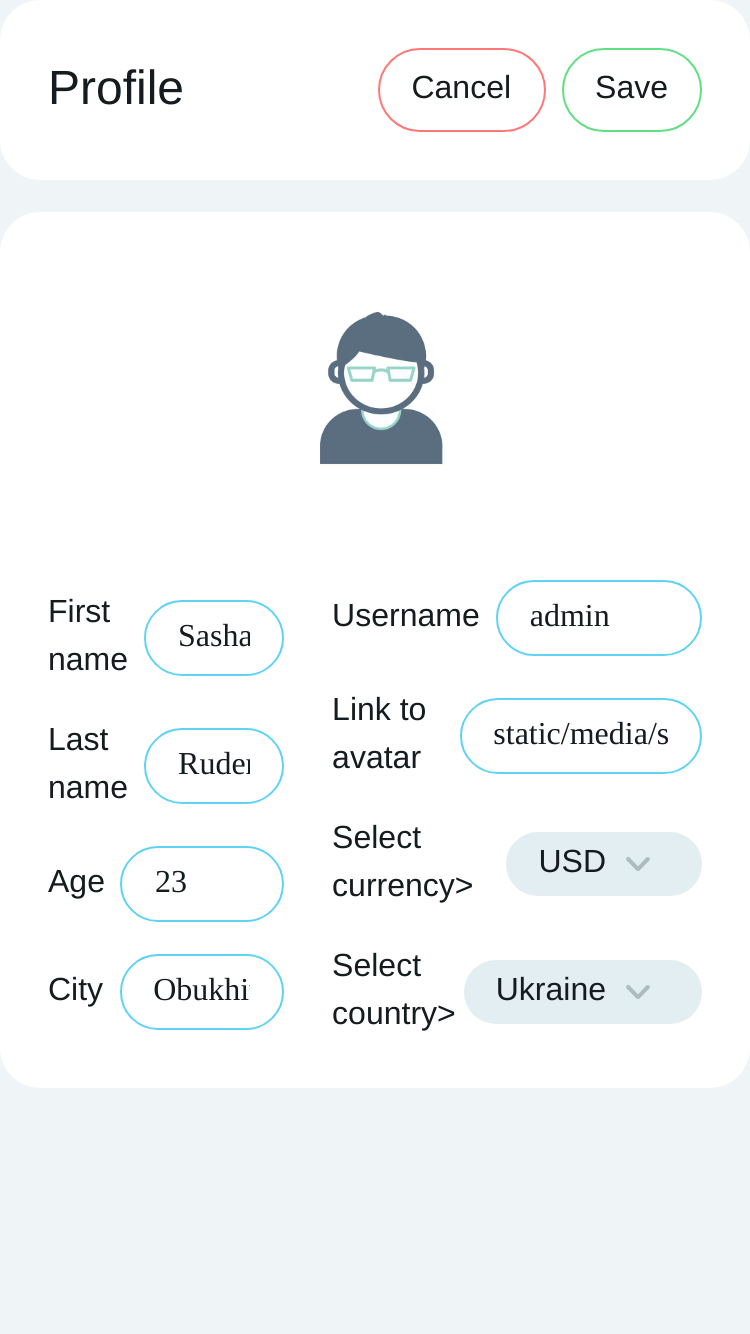 Profile
Cancel
Save
First
name
Sasha
Last
name
Ruder
Age
23
City
Obukhi
Username
admin
Link to
avatar
static/media/s
Select
currency>
USD
Select
country>
Ukraine